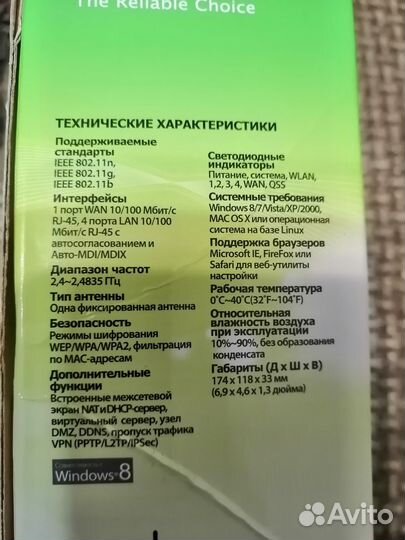 The Reliable Choice
ТЕХНИЧЕСКИЕ ХАРАКТЕРИСТИКИ
Поддерживаемые
стандарты
IEEE 802.11n,
IEEE 802.11g,
IEEE 802.11b
Интерфейсы
1 порт WAN 10/100 Мбит/с
RJ-45, 4 порта LAN 10/100
Мбит/с RJ-45 с
автосогласованием и
Авто-MDI/MDIX
Диапазон частот
2,4~2,4835 ГГц
Тип антенны
Одна фиксированная антенна
Безопасность
Режимы шифрования
WEP/WPA/WPA2, фильтрация
по MAC-адресам
Дополнительные
функции
Встроенные межсетевой
экран NAT и DHCP-сервер,
виртуальный сервер, узел
DMZ, DDNS, пропуск трафика
VPN (PPTP/L2TP/IPSec)
Светодиодные
индикаторы
Питание, система, WLAN,
1,2,3,4, WAN, QSS
Системные требования
Windows 8/7/Vista/XP/2000,
MAC OS X или операционная
система на базе Linux
Поддержка браузеров
Microsoft IE, FireFox или
Safari для веб-утилиты
настройки
Рабочая температура
0°C~40°C(32°F~104°F)
Относительная
влажность воздуха при
эксплуатации
10%~90%, без образования
конденсата
Габариты (Д x Ш x В)
174 x 118 x 33 мм
(6,9 x 4,6 x 1,3 дюйма)
Совместимость с
Windows 8
Avito